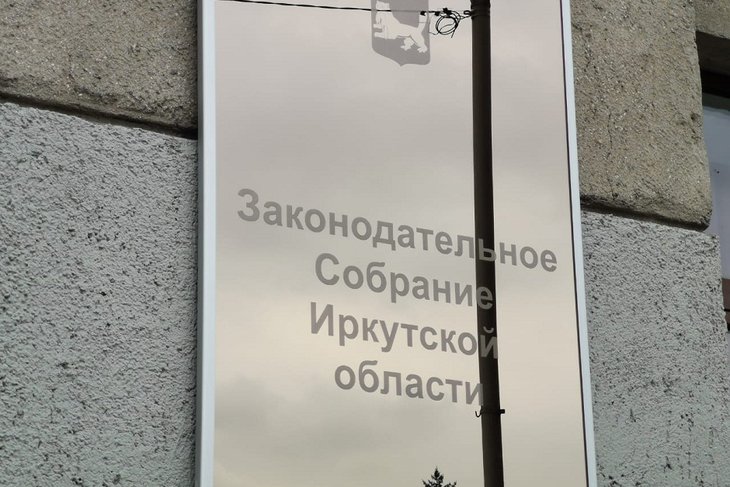 Законодательное
Собрание
Иркутской
области